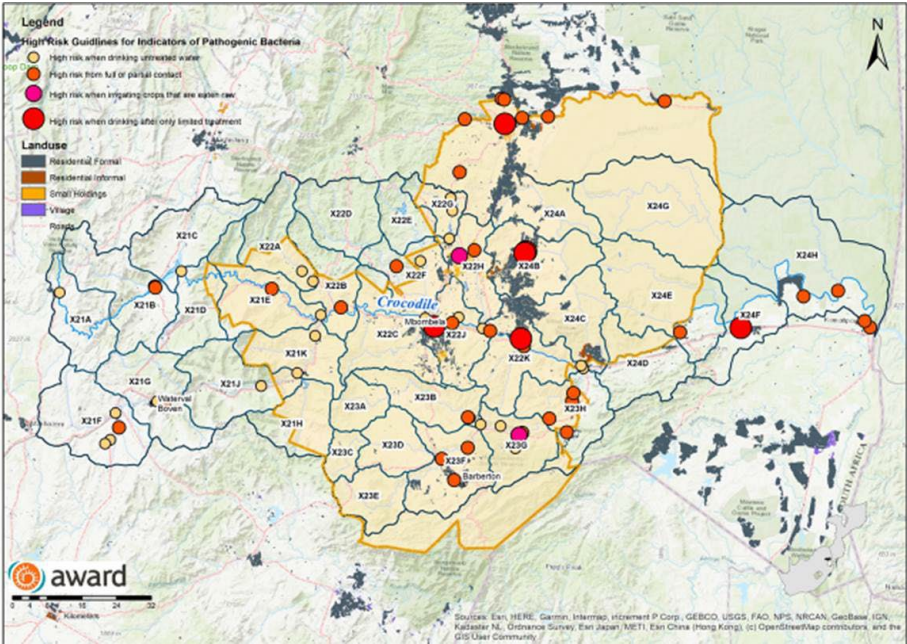 Legend
High Risk Guidlines for Indicators of Pathogenic Bacteria
High risk when drinking untreated water
High risk from full or partial contact
High risk when irrigating crops that are eaten raw
High risk when drinking after only limited treatment
Landuse
Residential Formal
Residential Informal
Small Holdings
Village
Roads
N
X22D
X22E
X22G
X24A
X24G
X21C
X22A
X22F
X22H
X24B
X24H
X21A
X21B
X21D
X21E
X22B
Crocodile
X24E
X22C
Mbombela
X22J
X24C
X24F
X21K
X22K
X24D
X21G
X21J
Waterval
Boven
X21F
X21H
X23A
X23B
X23H
X23C
X23D
X23F
X23G
Barberton
X23E
SOUTH AFRICA
award
0 4 8 16 24 32
Kilometers
Sources: Esri, HERE, Garmin, Intermap, increment P Corp., GEBCO, USGS, FAO, NPS, NRCAN, GeoBase, IGN,
Kadaster NL, Ordnance Survey, Esri Japan, METI, Esri China (Hong Kong), (c) OpenStreetMap contributors, and the
GIS User Community